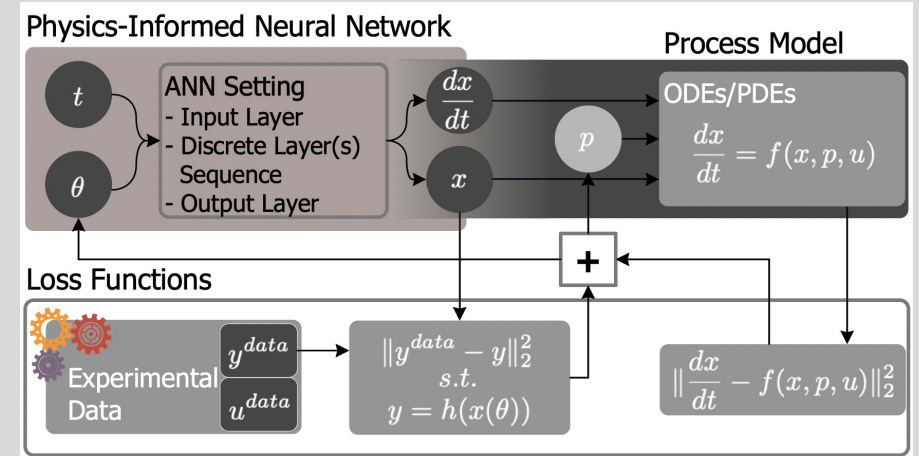 Physics-Informed Neural Network
Process Model
t
θ
ANN Setting
- Input Layer
- Discrete Layer(s)
Sequence
- Output Layer
dx
dt
x
p
ODEs/PDEs
dx/dt = f(x, p, u)
+
Loss Functions
Experimental
Data
y^data
u^data
‖y^data − y‖₂²
s.t.
y = h(x(θ))
‖dx/dt − f(x, p, u)‖₂²